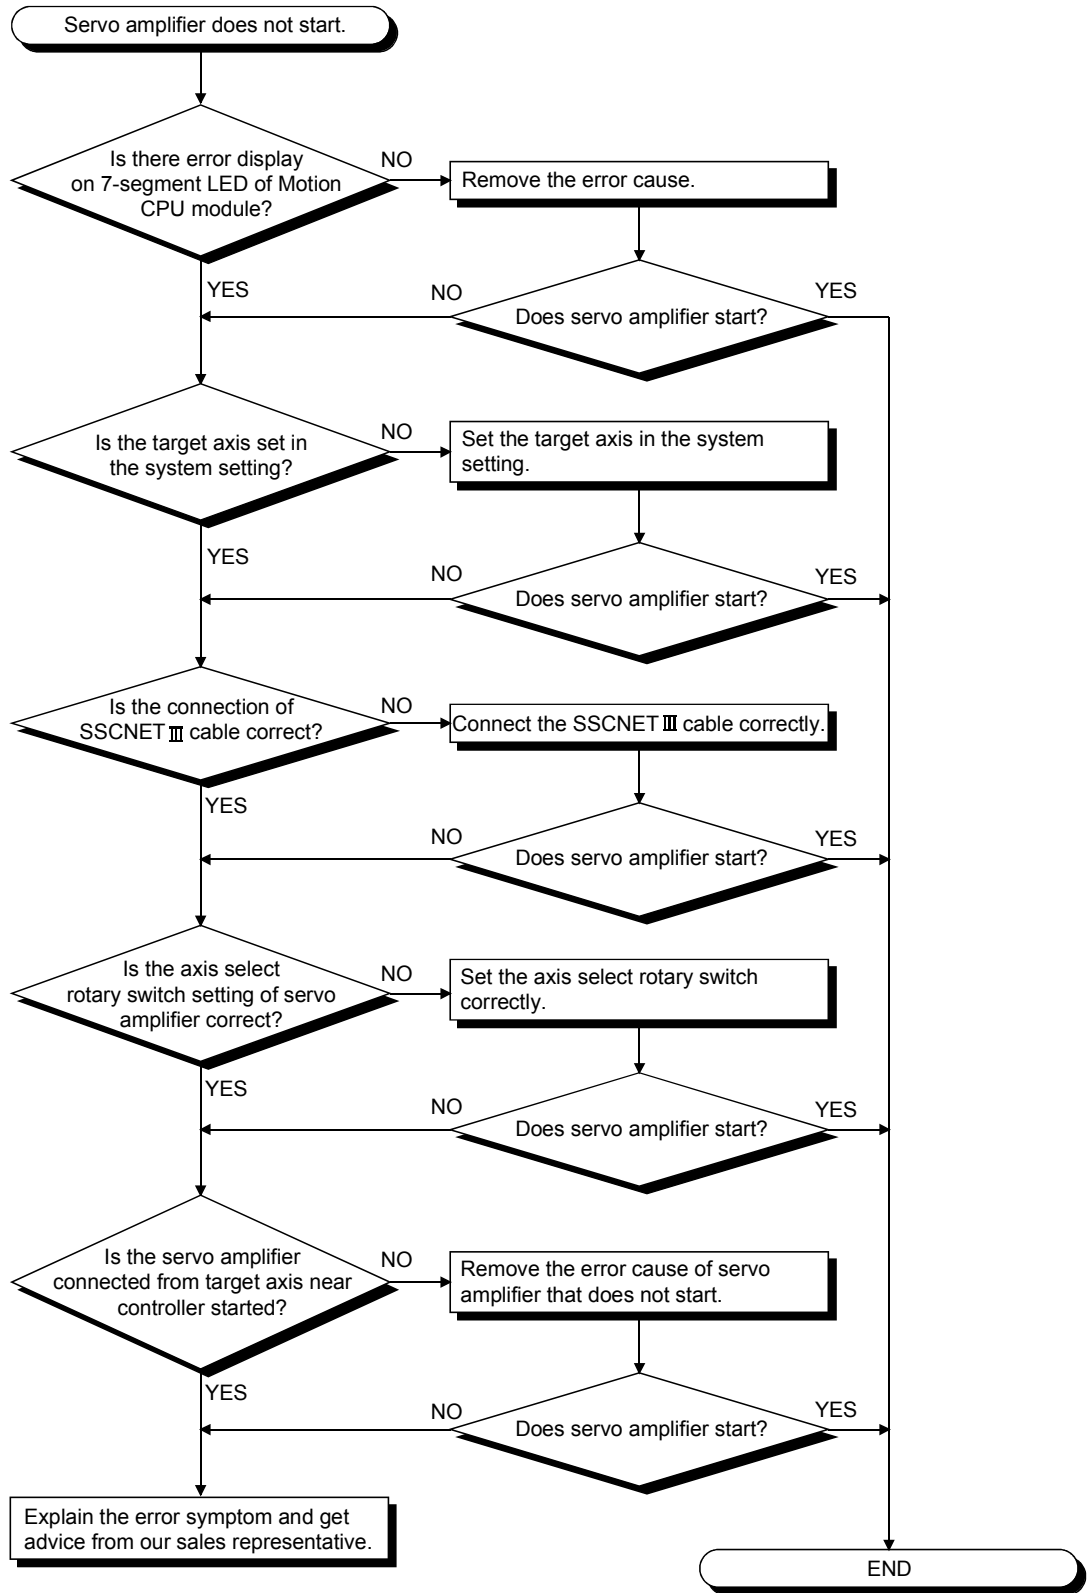 Servo amplifier does not start.
Is there error display
on 7-segment LED of Motion
CPU module?
NO
Remove the error cause.
YES
NO
Does servo amplifier start?
YES
Is the target axis set in
the system setting?
NO
Set the target axis in the system
setting.
YES
NO
Does servo amplifier start?
YES
Is the connection of
SSCNETⅢ cable correct?
NO
Connect the SSCNETⅢ cable correctly.
YES
NO
Does servo amplifier start?
YES
Is the axis select
rotary switch setting of servo
amplifier correct?
NO
Set the axis select rotary switch
correctly.
YES
NO
Does servo amplifier start?
YES
Is the servo amplifier
connected from target axis near
controller started?
NO
Remove the error cause of servo
amplifier that does not start.
YES
NO
Does servo amplifier start?
YES
Explain the error symptom and get
advice from our sales representative.
END